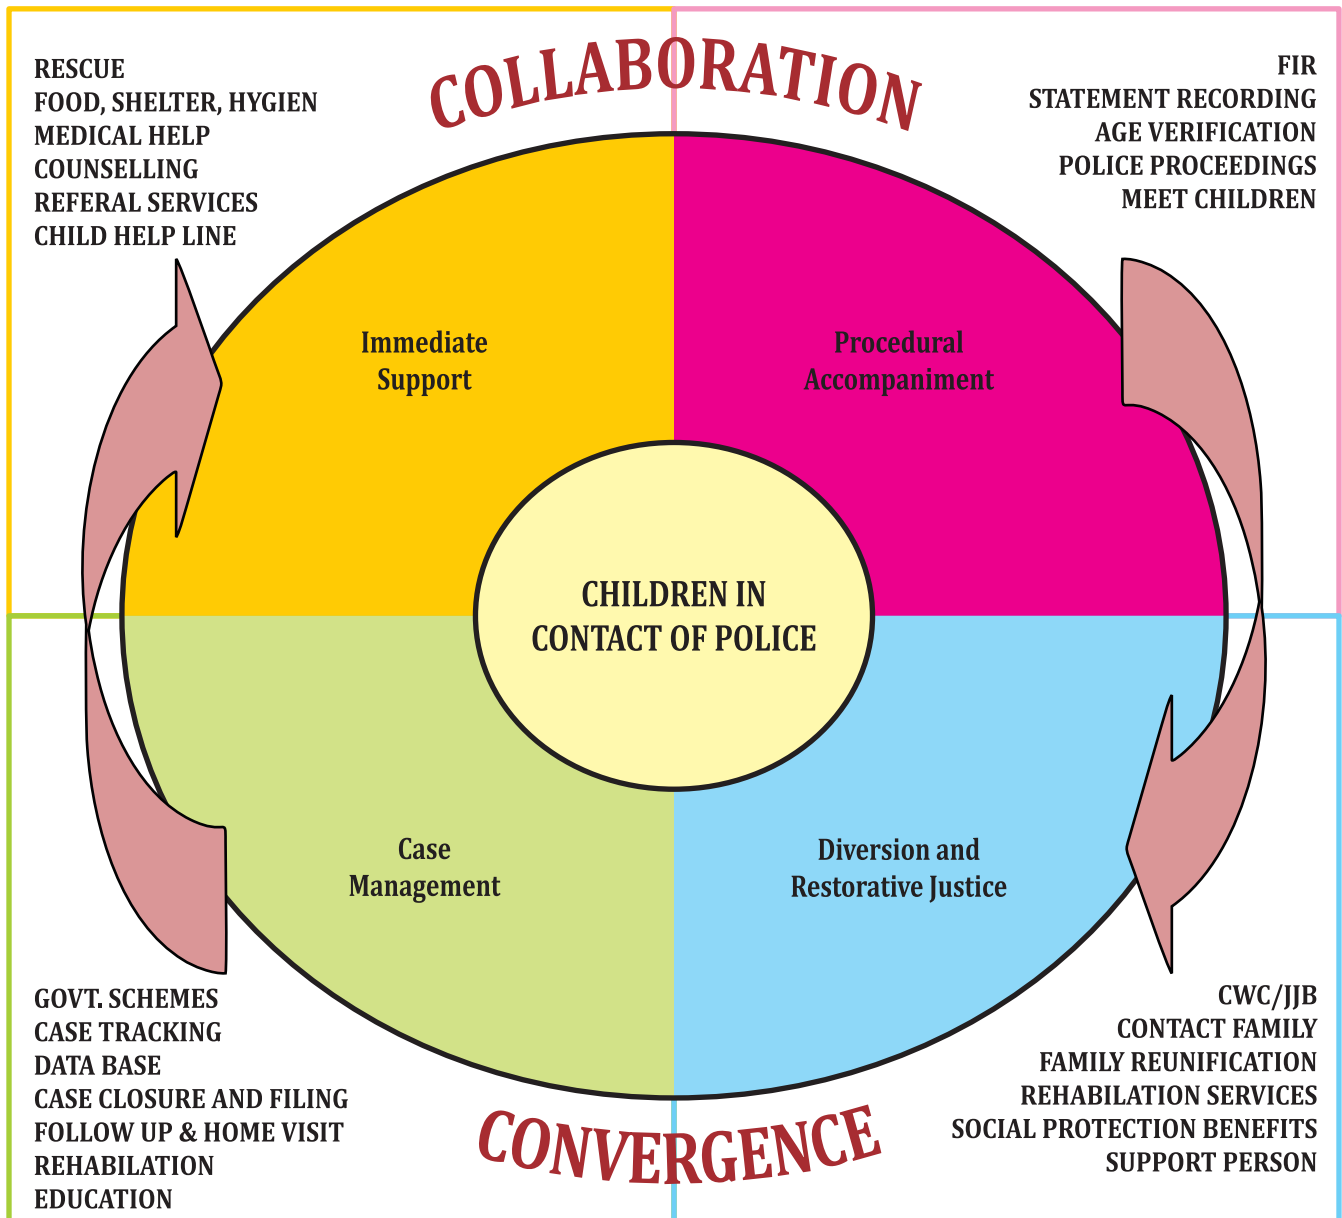 COLLABORATION
RESCUE
FOOD, SHELTER, HYGIEN
MEDICAL HELP
COUNSELLING
REFERAL SERVICES
CHILD HELP LINE
FIR
STATEMENT RECORDING
AGE VERIFICATION
POLICE PROCEEDINGS
MEET CHILDREN
Immediate
Support
Procedural
Accompaniment
CHILDREN IN
CONTACT OF POLICE
Case
Management
Diversion and
Restorative Justice
GOVT. SCHEMES
CASE TRACKING
DATA BASE
CASE CLOSURE AND FILING
FOLLOW UP & HOME VISIT
REHABILATION
EDUCATION
CWC/JJB
CONTACT FAMILY
FAMILY REUNIFICATION
REHABILATION SERVICES
SOCIAL PROTECTION BENEFITS
SUPPORT PERSON
CONVERGENCE